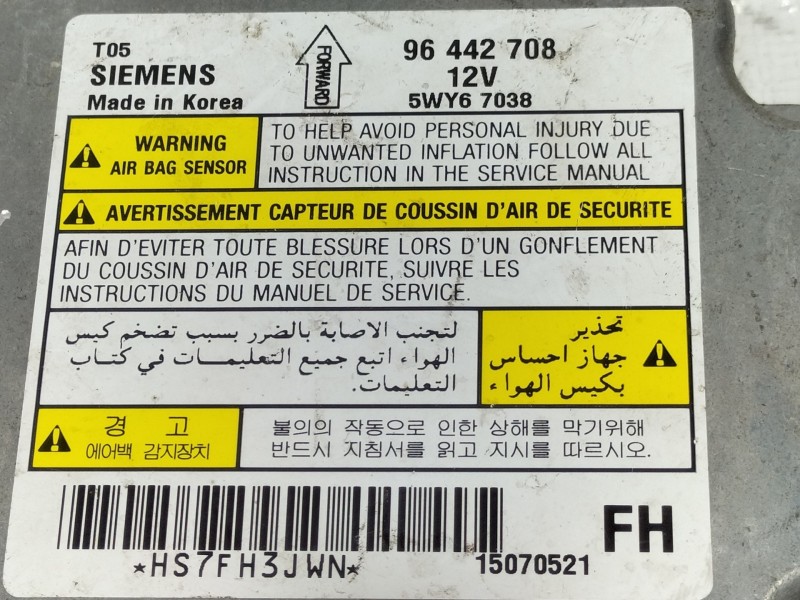 T05
SIEMENS
Made in Korea
FORWARD
96 442 708
12V
5WY6 7038
WARNING
AIR BAG SENSOR
TO HELP AVOID PERSONAL INJURY DUE
TO UNWANTED INFLATION FOLLOW ALL
INSTRUCTION IN THE SERVICE MANUAL
AVERTISSEMENT CAPTEUR DE COUSSIN D'AIR DE SECURITE
AFIN D'EVITER TOUTE BLESSURE LORS D'UN GONFLEMENT
DU COUSSIN D'AIR DE SECURITE, SUIVRE LES
INSTRUCTIONS DU MANUEL DE SERVICE.
تحذير
جهاز احساس
بكيس الهواء
لتجنب الاصابة بالضرر بسبب تضخم كيس
الهواء اتبع جميع التعليمات في كتاب
التعليمات.
경 고
에어백 감지장치
불의의 작동으로 인한 상해를 막기위해
반드시 지침서를 읽고 지시를 따르시오.
*HS7FH3JWN*
15070521
FH